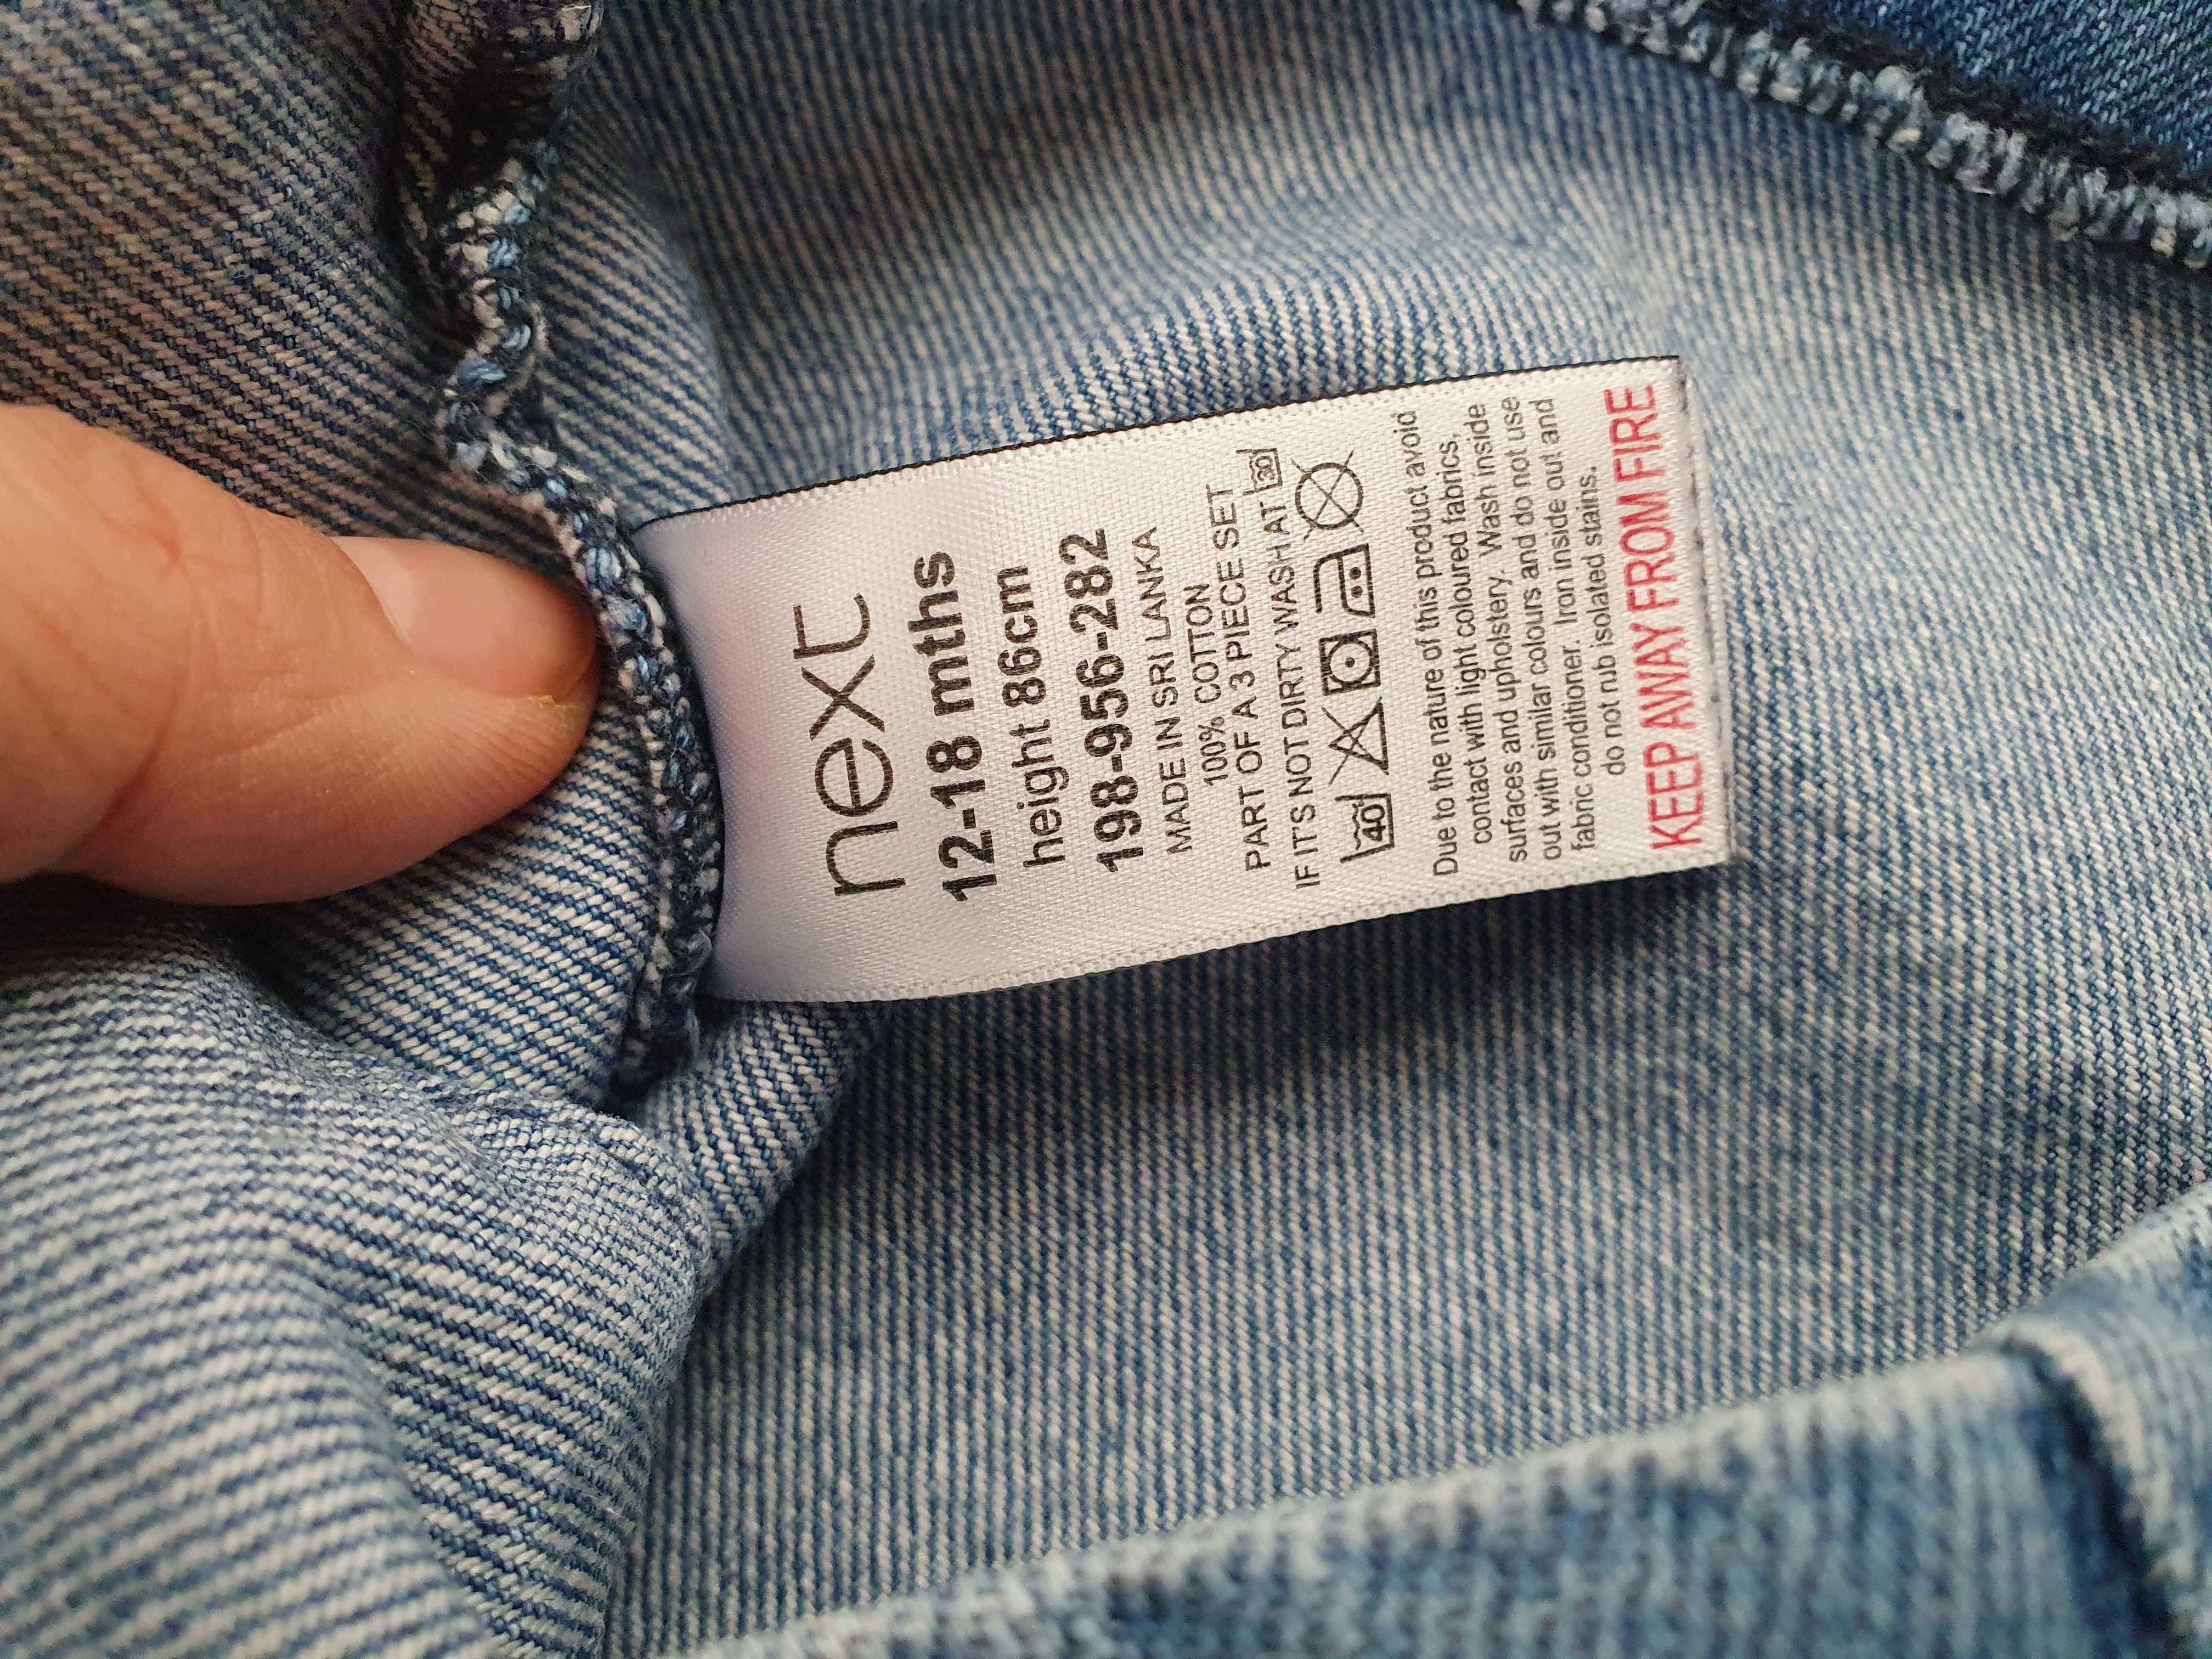 next
12-18 mths
height 86cm
198-956-282
MADE IN SRI LANKA
100% COTTON
PART OF A 3 PIECE SET
IF IT'S NOT DIRTY WASH AT 30
40
Due to the nature of this product avoid
contact with light coloured fabrics,
surfaces and upholstery. Wash inside
out with similar colours and do not use
fabric conditioner. Iron inside out and
do not rub isolated stains.
KEEP AWAY FROM FIRE